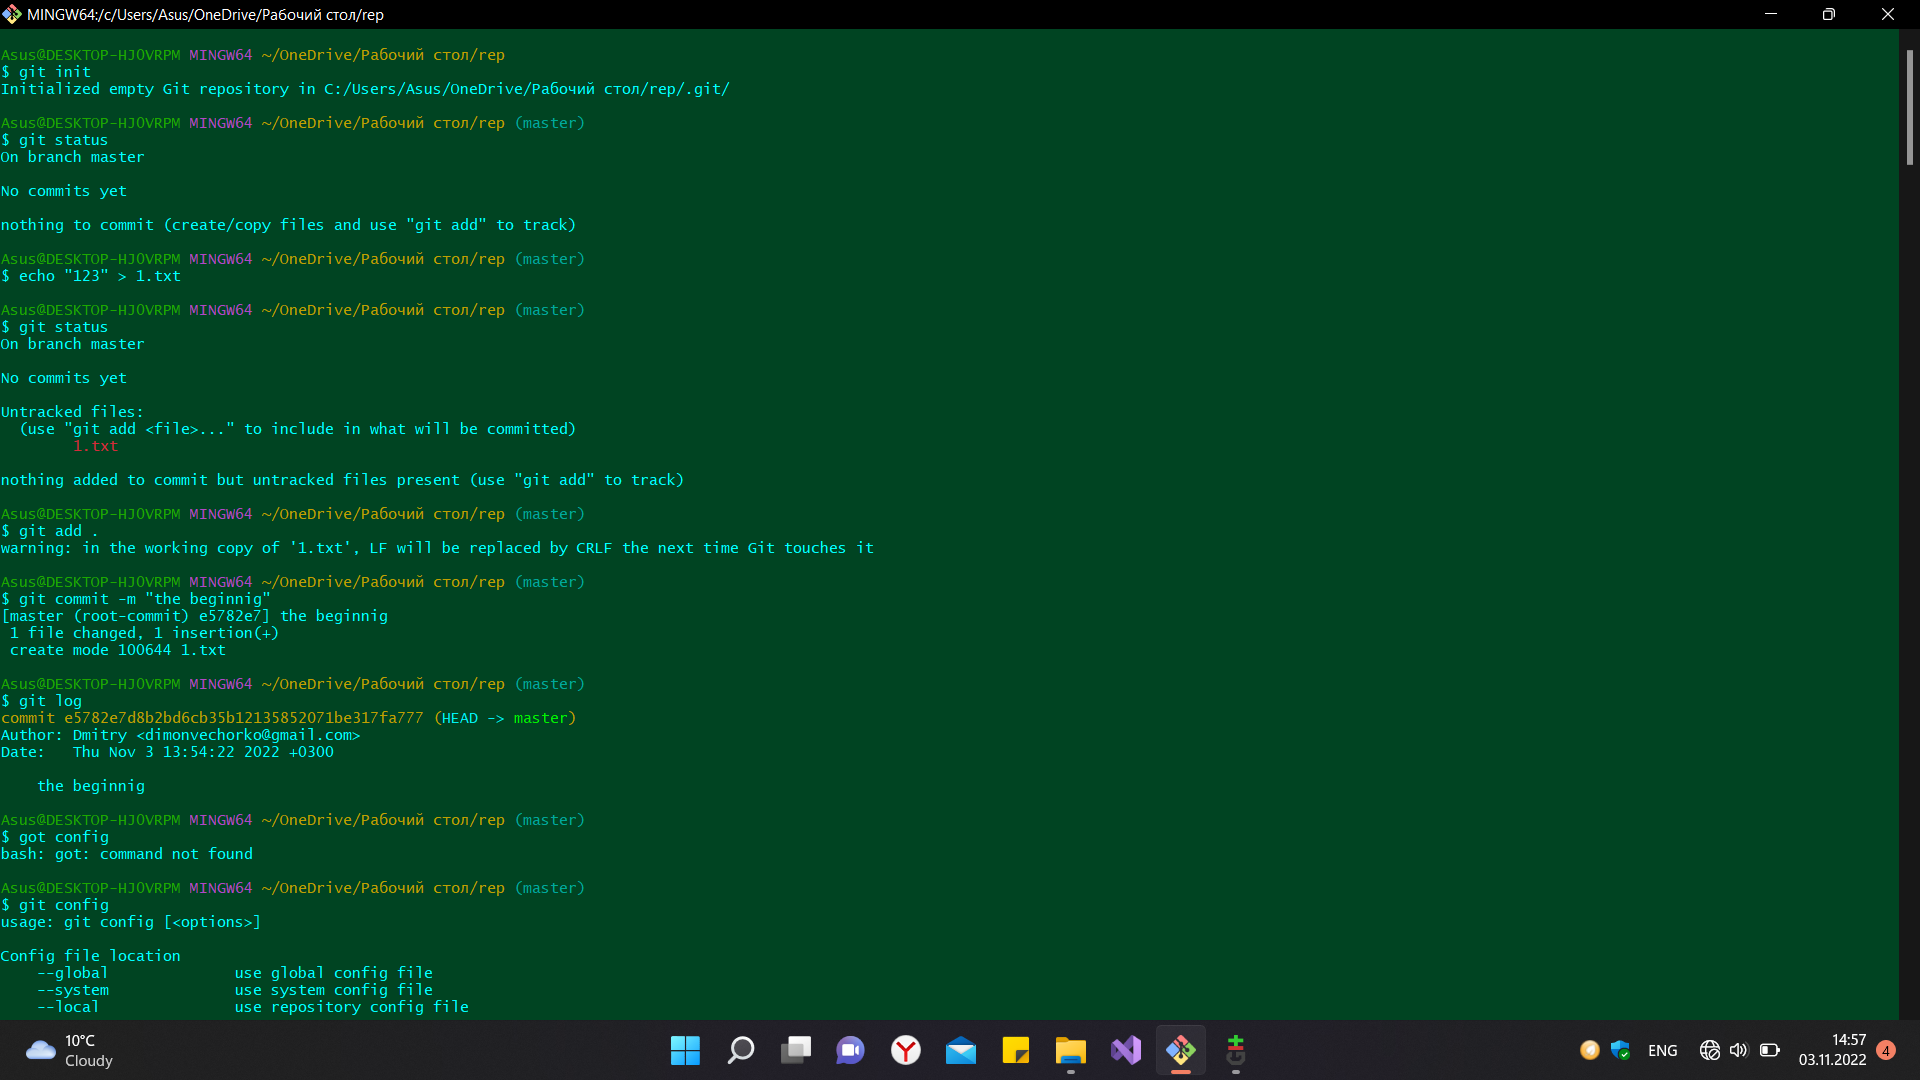 MINGW64:/c/Users/Asus/OneDrive/Рабочий стол/rep
Asus@DESKTOP-HJOVRPM MINGW64 ~/OneDrive/Рабочий стол/rep
$ git init
Initialized empty Git repository in C:/Users/Asus/OneDrive/Рабочий стол/rep/.git/
Asus@DESKTOP-HJOVRPM MINGW64 ~/OneDrive/Рабочий стол/rep (master)
$ git status
On branch master
No commits yet
nothing to commit (create/copy files and use "git add" to track)
Asus@DESKTOP-HJOVRPM MINGW64 ~/OneDrive/Рабочий стол/rep (master)
$ echo "123" > 1.txt
Asus@DESKTOP-HJOVRPM MINGW64 ~/OneDrive/Рабочий стол/rep (master)
$ git status
On branch master
No commits yet
Untracked files:
  (use "git add <file>..." to include in what will be committed)
        1.txt
nothing added to commit but untracked files present (use "git add" to track)
Asus@DESKTOP-HJOVRPM MINGW64 ~/OneDrive/Рабочий стол/rep (master)
$ git add .
warning: in the working copy of '1.txt', LF will be replaced by CRLF the next time Git touches it
Asus@DESKTOP-HJOVRPM MINGW64 ~/OneDrive/Рабочий стол/rep (master)
$ git commit -m "the beginnig"
[master (root-commit) e5782e7] the beginnig
 1 file changed, 1 insertion(+)
 create mode 100644 1.txt
Asus@DESKTOP-HJOVRPM MINGW64 ~/OneDrive/Рабочий стол/rep (master)
$ git log
commit e5782e7d8b2bd6cb35b12135852071be317fa777 (HEAD -> master)
Author: Dmitry <dimonvechorko@gmail.com>
Date:   Thu Nov 3 13:54:22 2022 +0300
    the beginnig
Asus@DESKTOP-HJOVRPM MINGW64 ~/OneDrive/Рабочий стол/rep (master)
$ got config
bash: got: command not found
Asus@DESKTOP-HJOVRPM MINGW64 ~/OneDrive/Рабочий стол/rep (master)
$ git config
usage: git config [<options>]
Config file location
    --global              use global config file
    --system              use system config file
    --local               use repository config file
10°C
Cloudy
ENG
14:57
03.11.2022
4